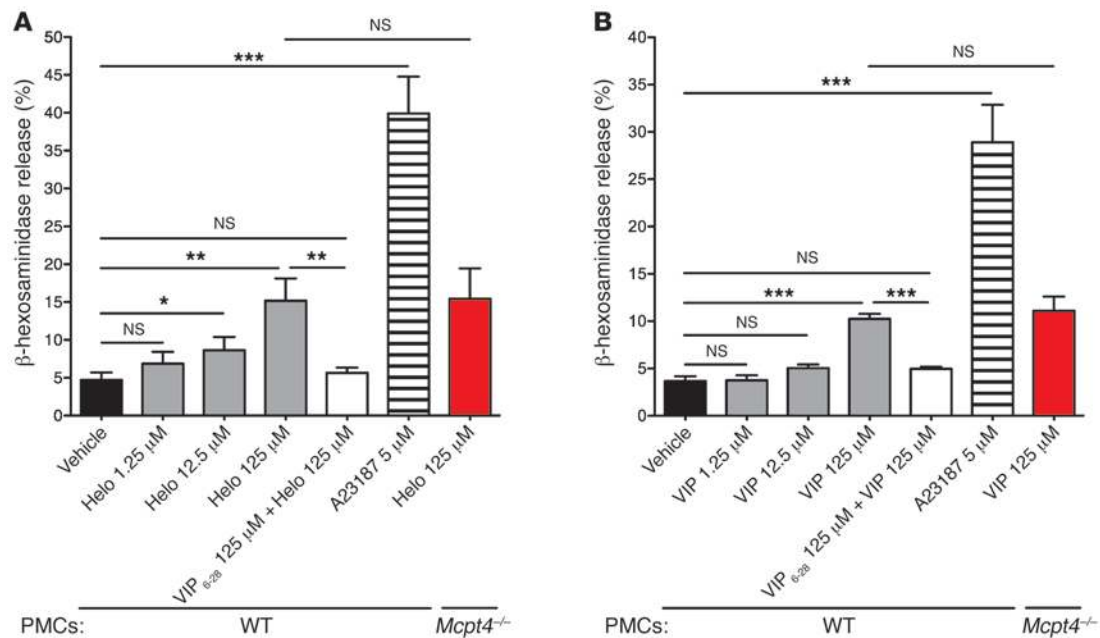 A
β-hexosaminidase release (%)
50
45
40
35
30
25
20
15
10
5
0
NS
***
NS
**
**
*
NS
Vehicle
Helo 1.25 μM
Helo 12.5 μM
Helo 125 μM
VIP6-28 125 μM + Helo 125 μM
A23187 5 μM
Helo 125 μM
PMCs:
WT
Mcpt4–/–
B
β-hexosaminidase release (%)
40
35
30
25
20
15
10
5
0
NS
***
NS
***
***
NS
NS
Vehicle
VIP 1.25 μM
VIP 12.5 μM
VIP 125 μM
VIP6-28 125 μM + VIP 125 μM
A23187 5 μM
VIP 125 μM
PMCs:
WT
Mcpt4–/–